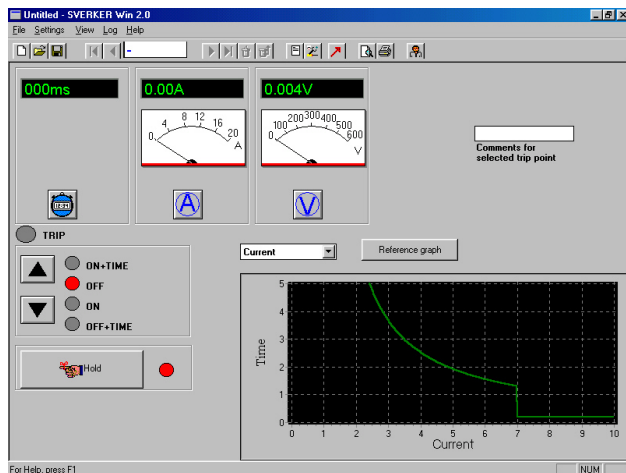 Untitled - SVERKER Win 2.0
File Settings View Log Help
-
000ms 0.00A 0.004V
0 4 8 12 16 20 A
0 100 200 300 400 500 600 V
Comments for
selected trip point
A V
TRIP
ON+TIME
OFF
ON
OFF+TIME
Hold
Current Reference graph
5
4
3
2
1
0
Time
0 1 2 3 4 5 6 7 8 9 10
Current
For Help, press F1 NUM